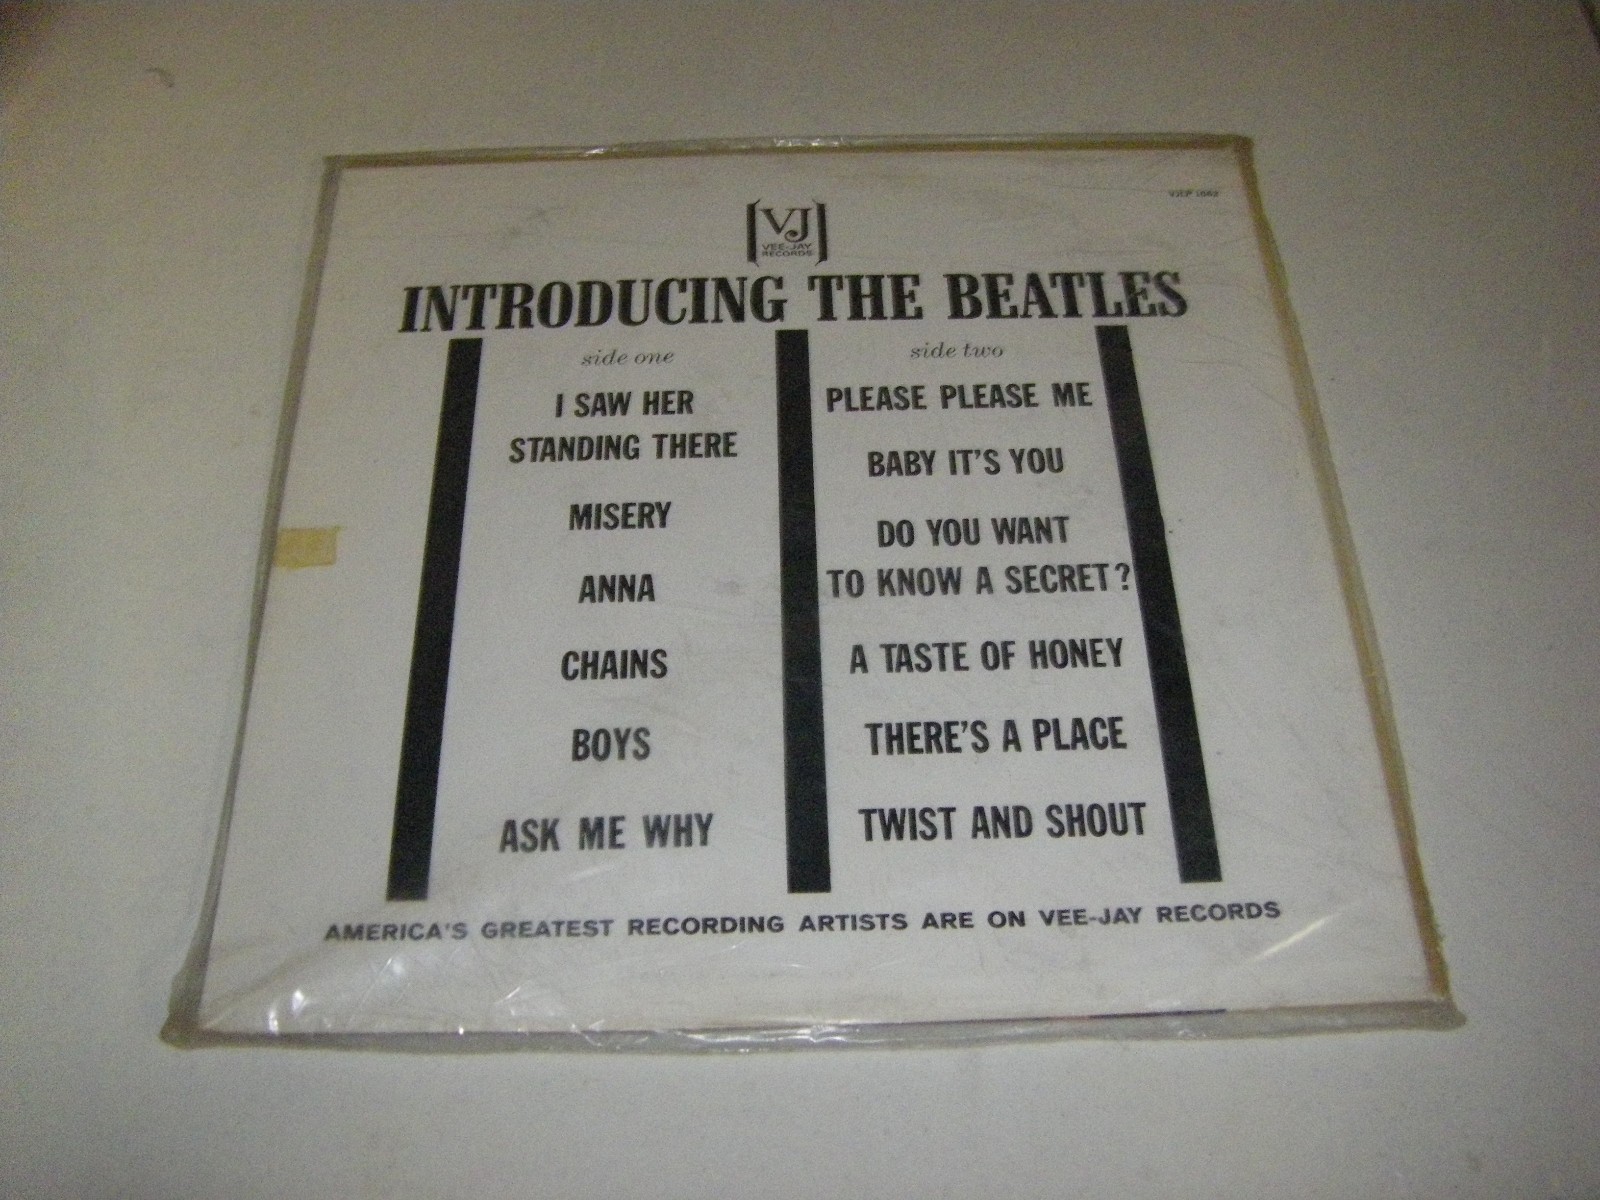 VJLP 1062
VJ
VEE-JAY
RECORDS
INTRODUCING THE BEATLES
side one
I SAW HER
STANDING THERE
MISERY
ANNA
CHAINS
BOYS
ASK ME WHY
side two
PLEASE PLEASE ME
BABY IT'S YOU
DO YOU WANT
TO KNOW A SECRET?
A TASTE OF HONEY
THERE'S A PLACE
TWIST AND SHOUT
AMERICA'S GREATEST RECORDING ARTISTS ARE ON VEE-JAY RECORDS